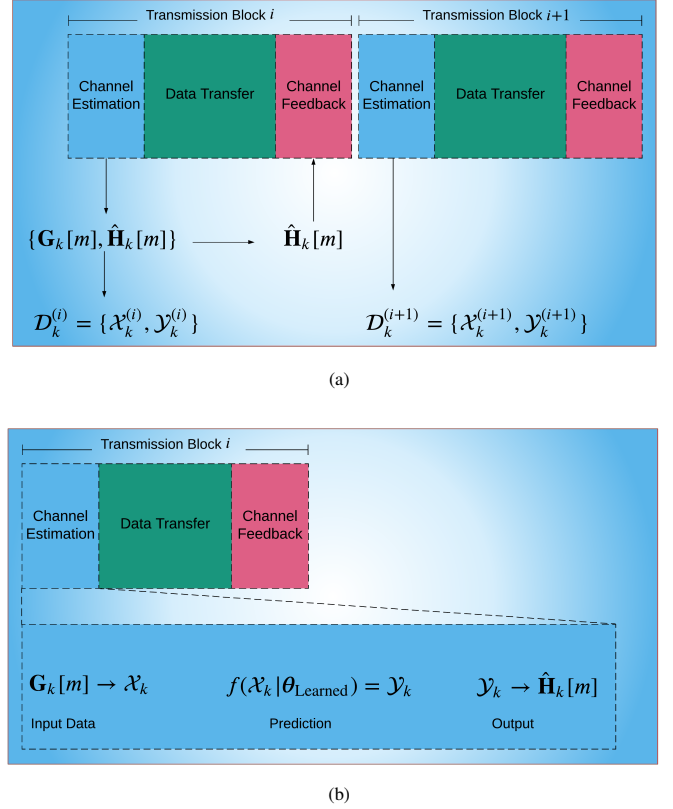 Transmission Block i
Transmission Block i+1
Channel Estimation
Data Transfer
Channel Feedback
Channel Estimation
Data Transfer
Channel Feedback
{𝐆ₖ[m], 𝐇̂ₖ[m]}
𝐇̂ₖ[m]
𝒟ₖ⁽ⁱ⁾ = {𝒳ₖ⁽ⁱ⁾, 𝒴ₖ⁽ⁱ⁾}
𝒟ₖ⁽ⁱ⁺¹⁾ = {𝒳ₖ⁽ⁱ⁺¹⁾, 𝒴ₖ⁽ⁱ⁺¹⁾}
(a)
Transmission Block i
Channel Estimation
Data Transfer
Channel Feedback
𝐆ₖ[m] → 𝒳ₖ
f(𝒳ₖ|𝜽_Learned) = 𝒴ₖ
𝒴ₖ → 𝐇̂ₖ[m]
Input Data
Prediction
Output
(b)